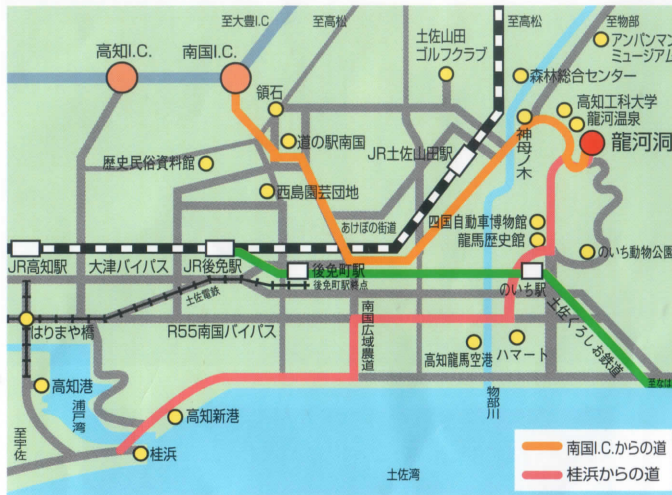 至大豊I.C.
至高松
至高松
至物部
高知I.C.
南国I.C.
土佐山田
ゴルフクラブ
アンパンマン
ミュージアム
森林総合センター
領石
高知工科大学
龍河温泉
道の駅南国
神母ノ木
龍河洞
歴史民俗資料館
JR土佐山田駅
西島園芸団地
あけぼの街道
四国自動車博物館
龍馬歴史館
のいち動物公園
JR高知駅
大津バイパス
JR後免駅
後免町駅
後免町駅終点
のいち駅
土佐電鉄
はりまや橋
R55南国バイパス
南国広域農道
土佐くろしお鉄道
高知龍馬空港
ハマート
至なは
高知港
浦戸湾
高知新港
物部川
至宇佐
桂浜
土佐湾
南国I.C.からの道
桂浜からの道